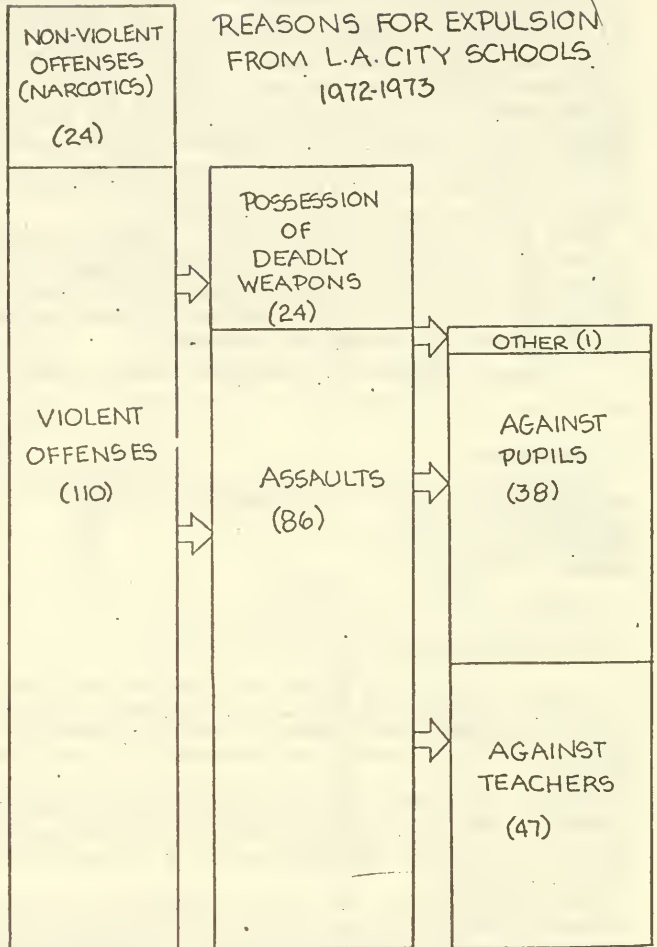 REASONS FOR EXPULSION
FROM L.A. CITY SCHOOLS
1972-1973
NON-VIOLENT
OFFENSES
(NARCOTICS)
(24)
VIOLENT
OFFENSES
(110)
POSSESSION
OF
DEADLY
WEAPONS
(24)
ASSAULTS
(86)
OTHER (1)
AGAINST
PUPILS
(38)
AGAINST
TEACHERS
(47)